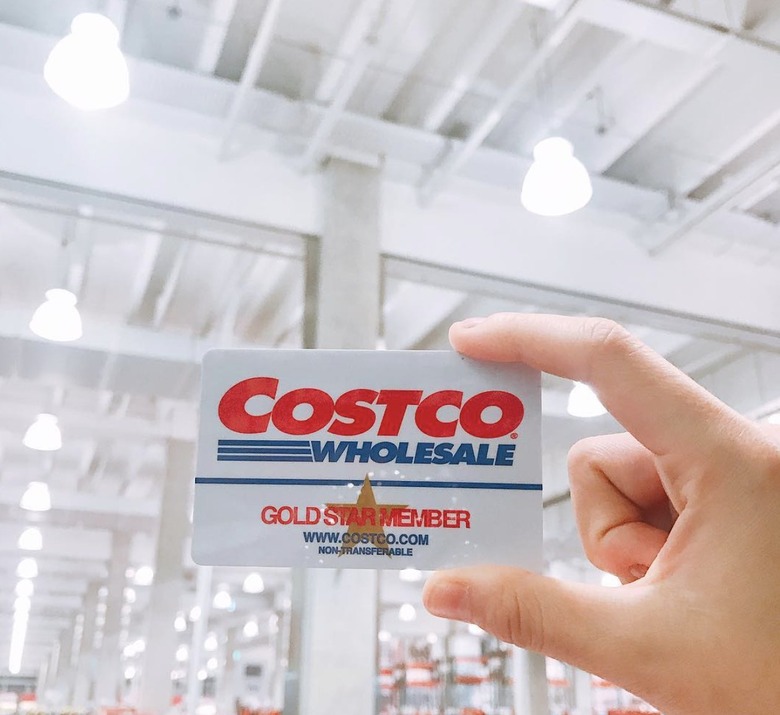 COSTCO®
WHOLESALE
GOLD STAR MEMBER
WWW.COSTCO.COM
NON-TRANSFERABLE